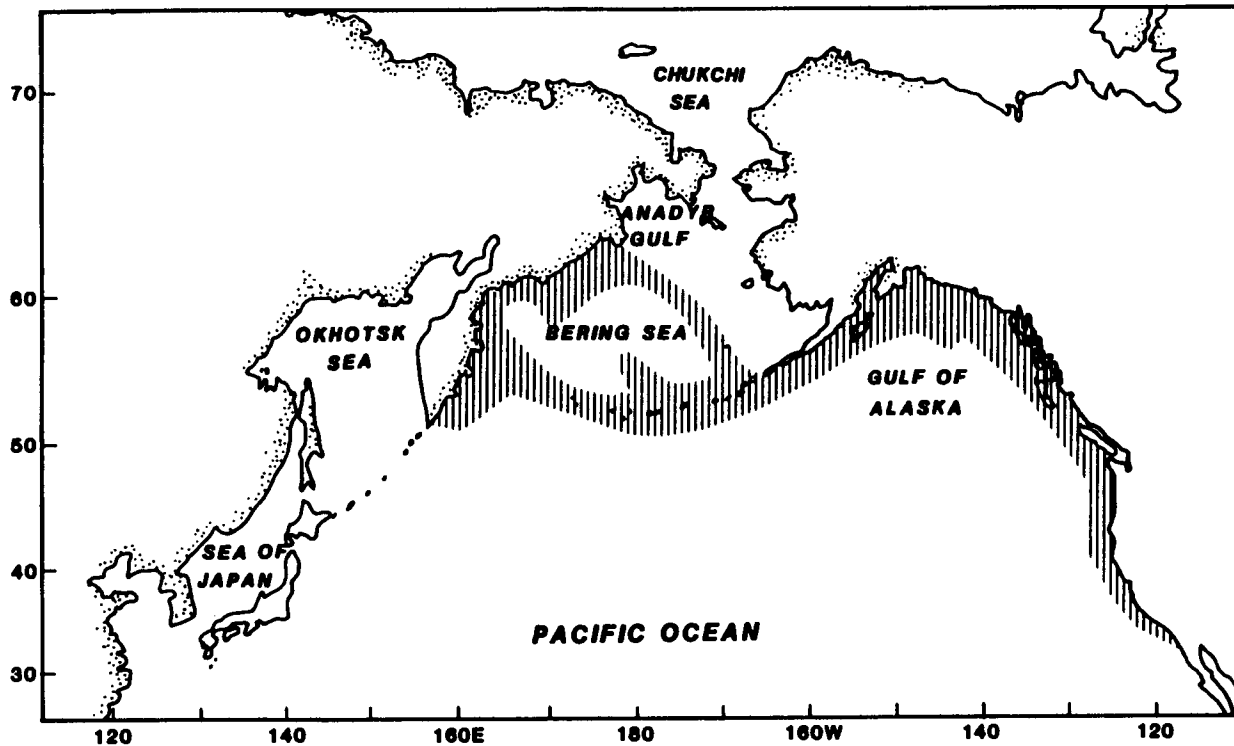 CHUKCHI
SEA
70
ANADYR
GULF
60
OKHOTSK
SEA
BERING SEA
GULF OF
ALASKA
50
SEA OF
JAPAN
40
PACIFIC OCEAN
30
120 140 160E 180 160W 140 120